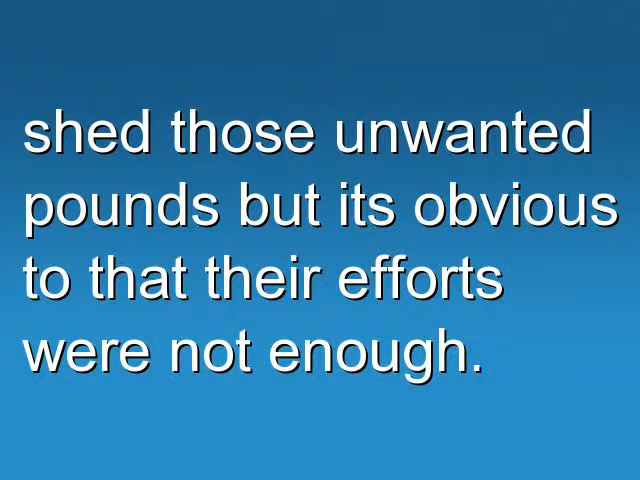 shed those unwanted
pounds but its obvious
to that their efforts
were not enough.